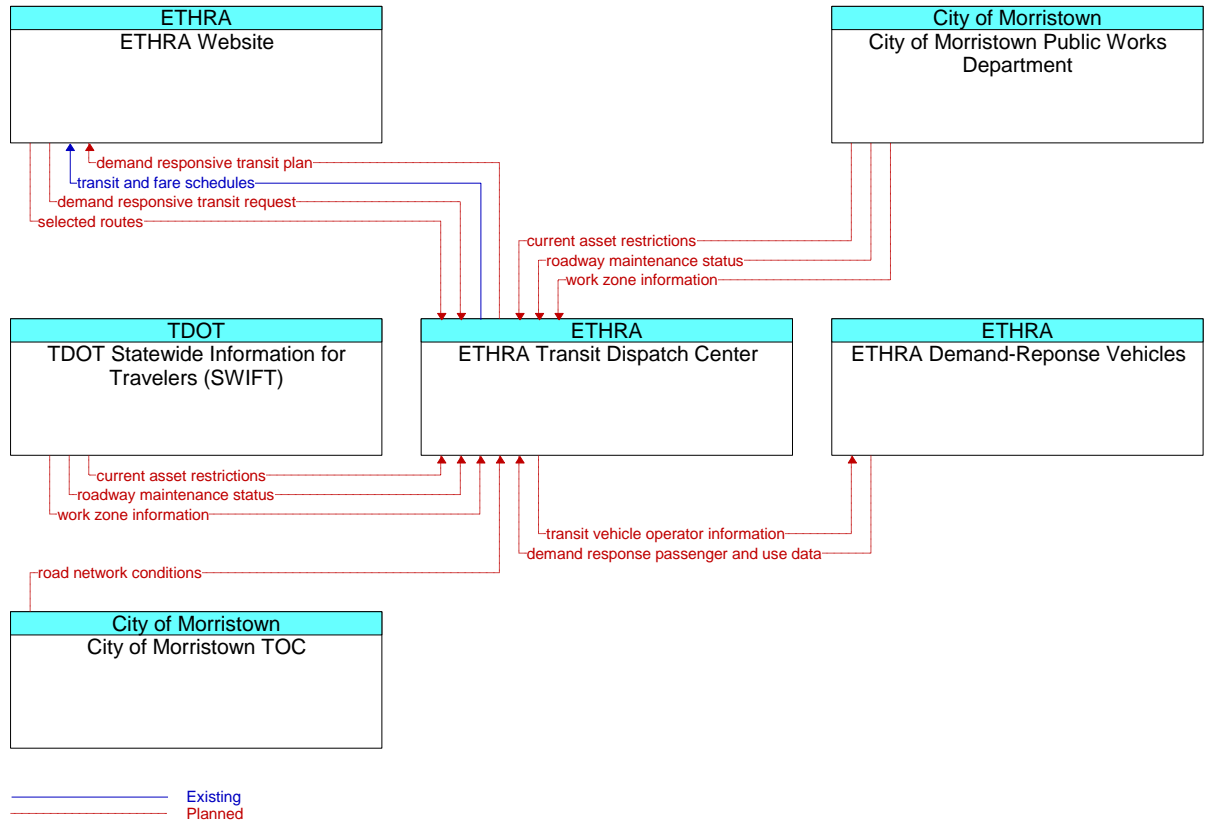 ETHRA
ETHRA Website
City of Morristown
City of Morristown Public Works
Department
demand responsive transit plan
transit and fare schedules
demand responsive transit request
selected routes
current asset restrictions
roadway maintenance status
work zone information
TDOT
TDOT Statewide Information for
Travelers (SWIFT)
ETHRA
ETHRA Transit Dispatch Center
ETHRA
ETHRA Demand-Reponse Vehicles
current asset restrictions
roadway maintenance status
work zone information
transit vehicle operator information
demand response passenger and use data
road network conditions
City of Morristown
City of Morristown TOC
Existing
Planned